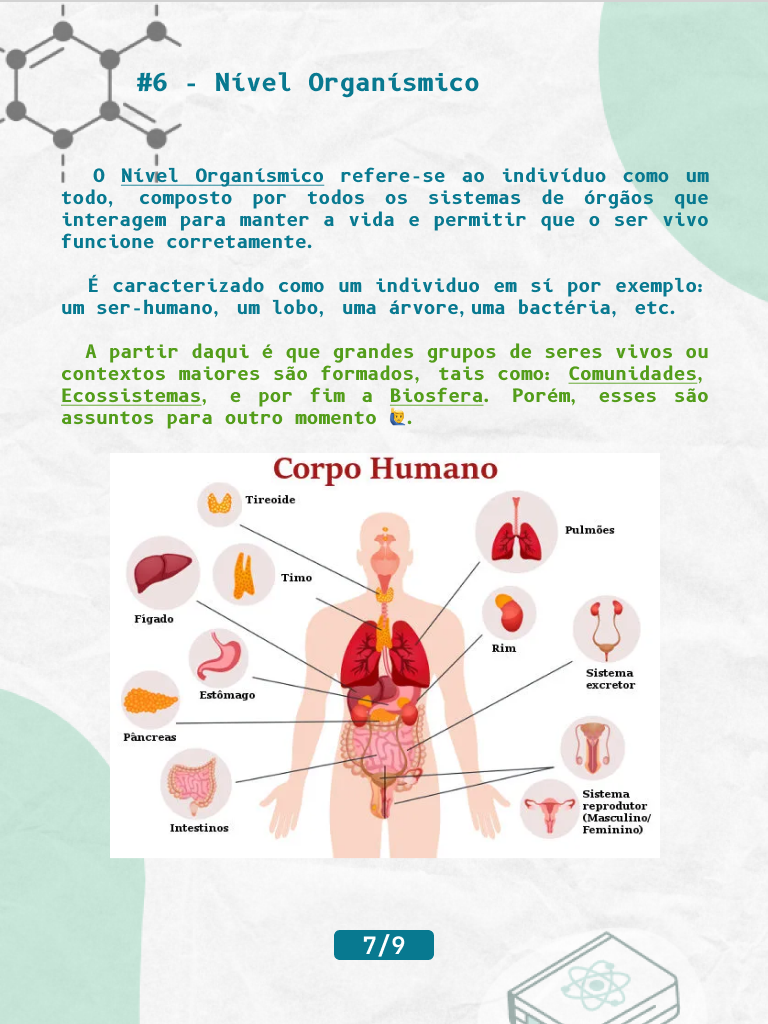 #6 - Nível Organísmico
O Nível Organísmico refere-se ao indivíduo como um
todo, composto por todos os sistemas de órgãos que
interagem para manter a vida e permitir que o ser vivo
funcione corretamente.
É caracterizado como um individuo em sí por exemplo:
um ser-humano, um lobo, uma árvore, uma bactéria, etc.
A partir daqui é que grandes grupos de seres vivos ou
contextos maiores são formados, tais como: Comunidades,
Ecossistemas, e por fim a Biosfera. Porém, esses são
assuntos para outro momento 🙋‍♂️.
Corpo Humano
Tireoide
Pulmões
Timo
Fígado
Rim
Sistema
excretor
Estômago
Pâncreas
Sistema
reprodutor
(Masculino/
Feminino)
Intestinos
7/9